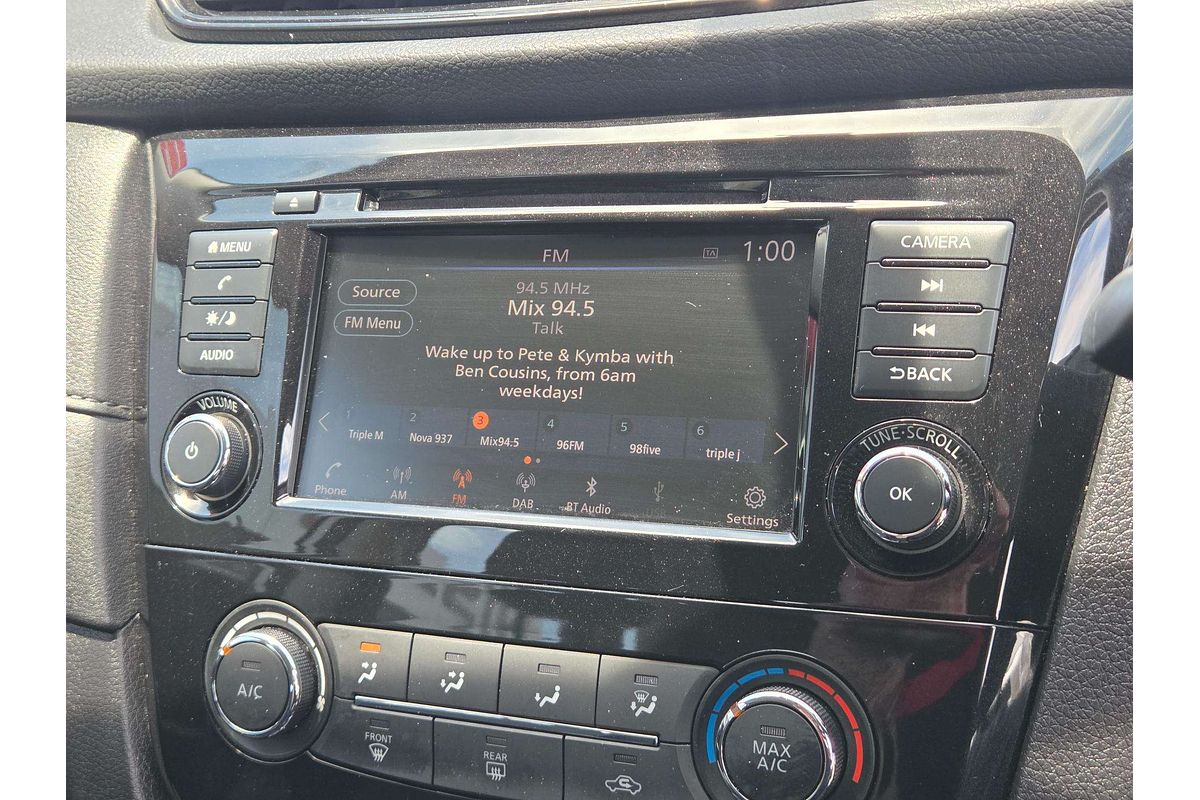 MENU
AUDIO
VOLUME
FM
TA
1:00
Source
FM Menu
94.5 MHz
Mix 94.5
Talk
Wake up to Pete & Kymba with
Ben Cousins, from 6am
weekdays!
1
2
3
4
5
6
Triple M
Nova 937
Mix94.5
96FM
98five
triple j
Phone
AM
FM
DAB
BT Audio
USB
Settings
CAMERA
BACK
TUNE·SCROLL
OK
A/C
FRONT
REAR
MAX
A/C